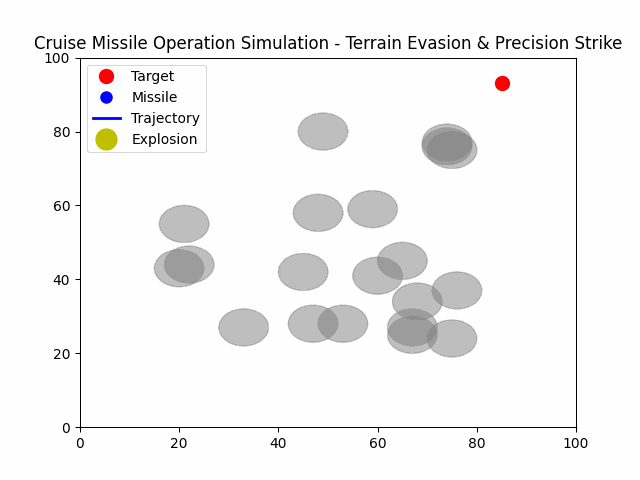 Cruise Missile Operation Simulation - Terrain Evasion & Precision Strike
100
80
60
40
20
0
Target
Missile
Trajectory
Explosion
0 20 40 60 80 100